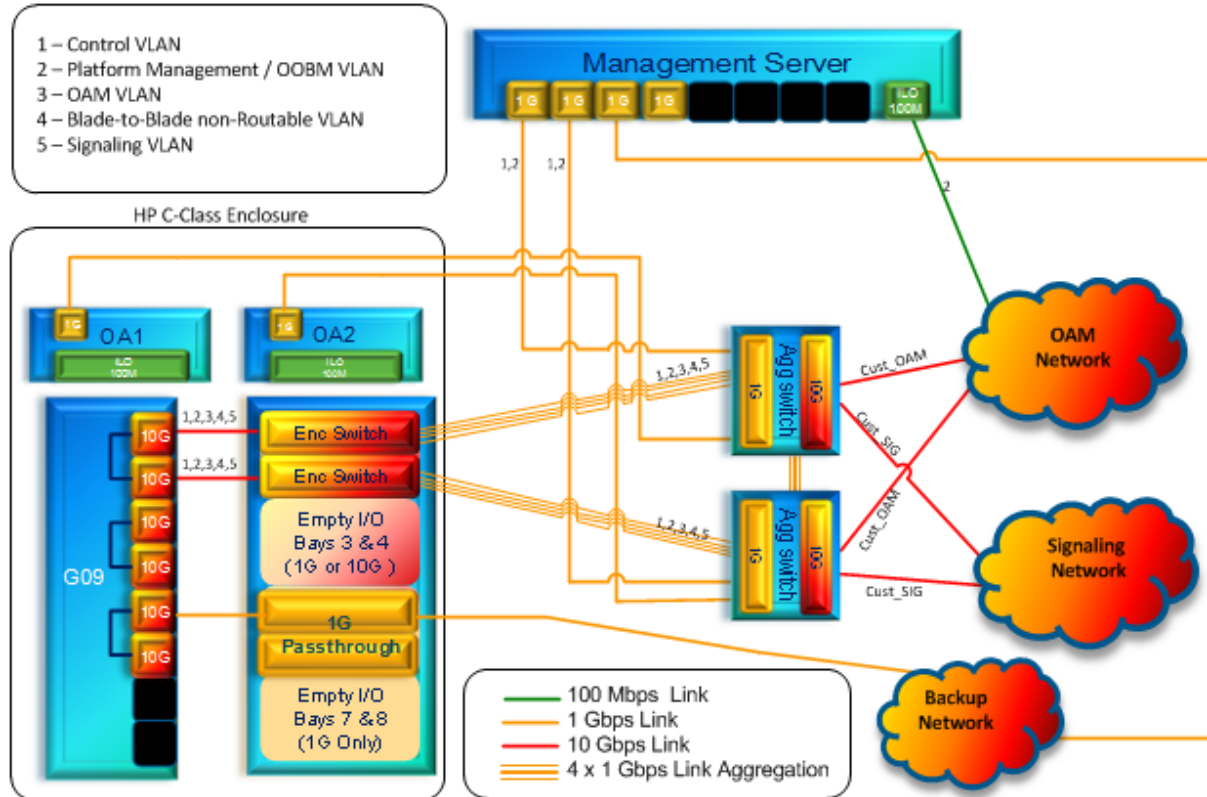 1 – Control VLAN
2 – Platform Management / OOBM VLAN
3 – OAM VLAN
4 – Blade-to-Blade non-Routable VLAN
5 – Signaling VLAN
Management Server
1G
1G
1G
1G
ILO
100M
1,2
1,2
2
HP C-Class Enclosure
1G
OA1
ILO
100M
1G
OA2
ILO
100M
G09
10G
10G
10G
10G
10G
10G
1,2,3,4,5
1,2,3,4,5
Enc Switch
Enc Switch
Empty I/O
Bays 3 & 4
(1G or 10G )
1G
Passthrough
Empty I/O
Bays 7 & 8
(1G Only)
1,2,3,4,5
1,2,3,4,5
1G
Agg switch
10G
1G
Agg switch
10G
Cust_OAM
Cust_SIG
Cust_OAM
Cust_SIG
OAM
Network
Signaling
Network
Backup
Network
100 Mbps Link
1 Gbps Link
10 Gbps Link
4 x 1 Gbps Link Aggregation